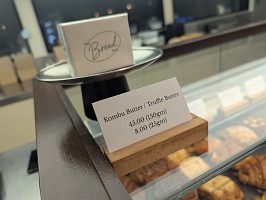 Bread
Kombu Butter / Truffle Butter
45.00 (150gm)
8.00 (25gm)